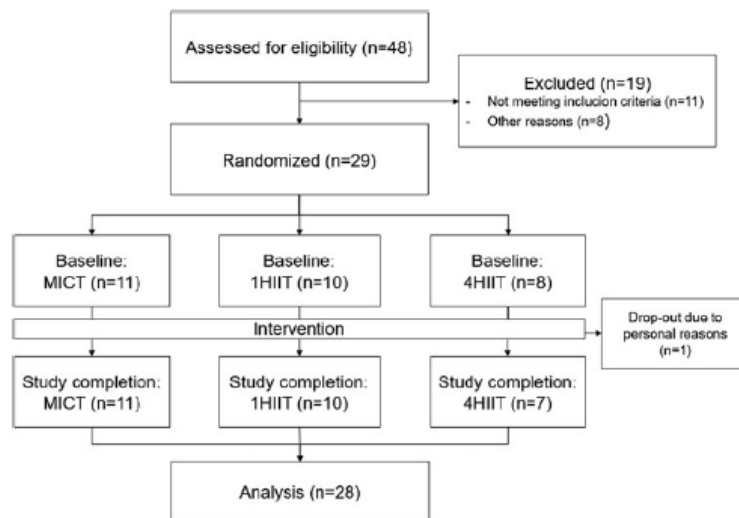 Assessed for eligibility (n=48)
Excluded (n=19)
- Not meeting inclucion criteria (n=11)
- Other reasons (n=8)
Randomized (n=29)
Baseline:
MICT (n=11)
Baseline:
1HIIT (n=10)
Baseline:
4HIIT (n=8)
Intervention
Drop-out due to
personal reasons
(n=1)
Study completion:
MICT (n=11)
Study completion:
1HIIT (n=10)
Study completion:
4HIIT (n=7)
Analysis (n=28)